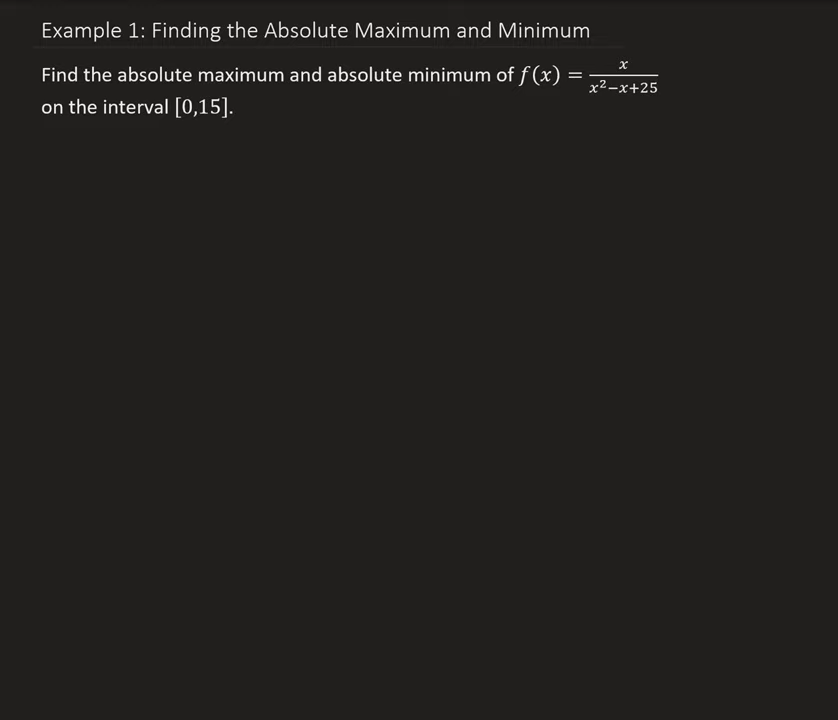 Example 1: Finding the Absolute Maximum and Minimum
Find the absolute maximum and absolute minimum of f(x) = x/(x²−x+25)
on the interval [0,15].